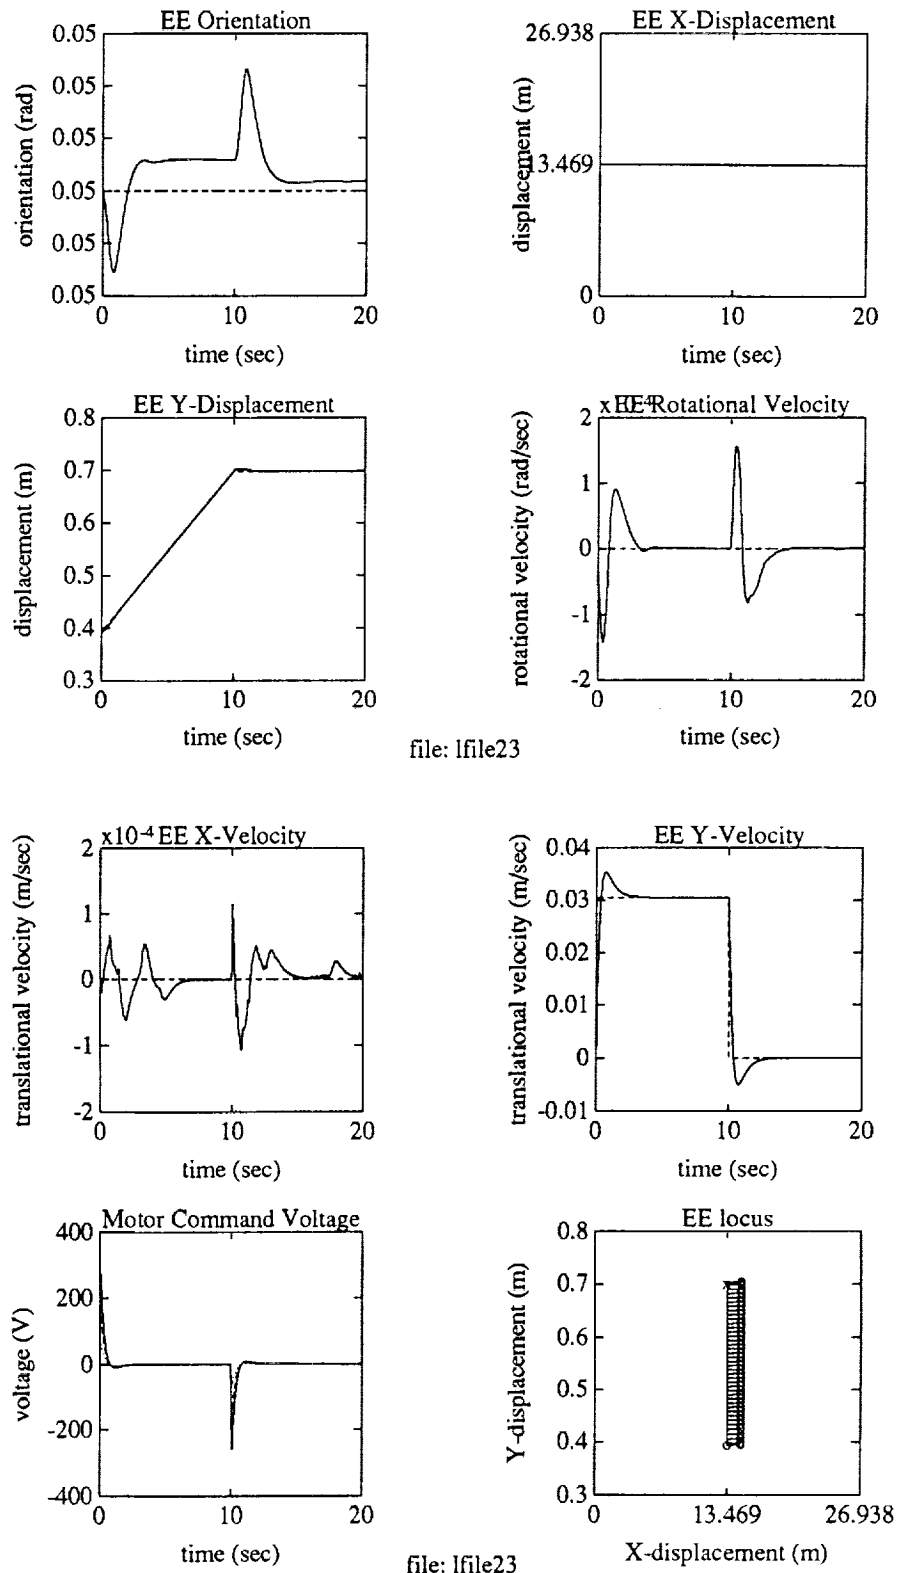 EE Orientation
0.05
0.05
0.05
0.05
0.05
0.05
orientation (rad)
0 10 20
time (sec)
EE X-Displacement
26.938
13.469
0
displacement (m)
0 10 20
time (sec)
EE Y-Displacement
0.8
0.7
0.6
0.5
0.4
0.3
displacement (m)
0 10 20
time (sec)
x10-4 EE Rotational Velocity
2
1
0
-1
-2
rotational velocity (rad/sec)
0 10 20
time (sec)
file: lfile23
x10-4 EE X-Velocity
2
1
0
-1
-2
translational velocity (m/sec)
0 10 20
time (sec)
EE Y-Velocity
0.04
0.03
0.02
0.01
0
-0.01
translational velocity (m/sec)
0 10 20
time (sec)
Motor Command Voltage
400
200
0
-200
-400
voltage (V)
0 10 20
time (sec)
EE locus
0.8
0.7
0.6
0.5
0.4
0.3
Y-displacement (m)
0 13.469 26.938
X-displacement (m)
file: lfile23